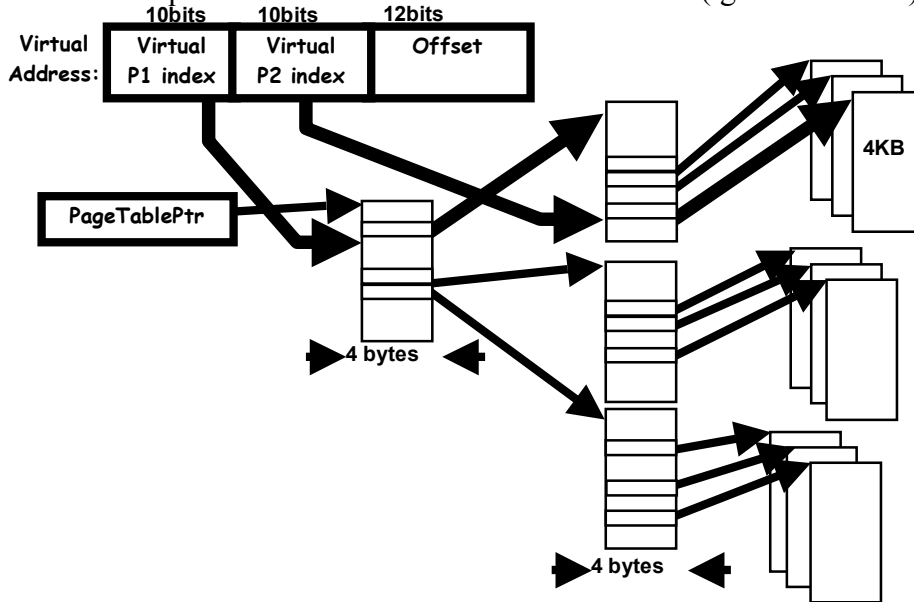 10bits 10bits 12bits
Virtual Address:
Virtual P1 index
Virtual P2 index
Offset
4KB
PageTablePtr
4 bytes
4 bytes